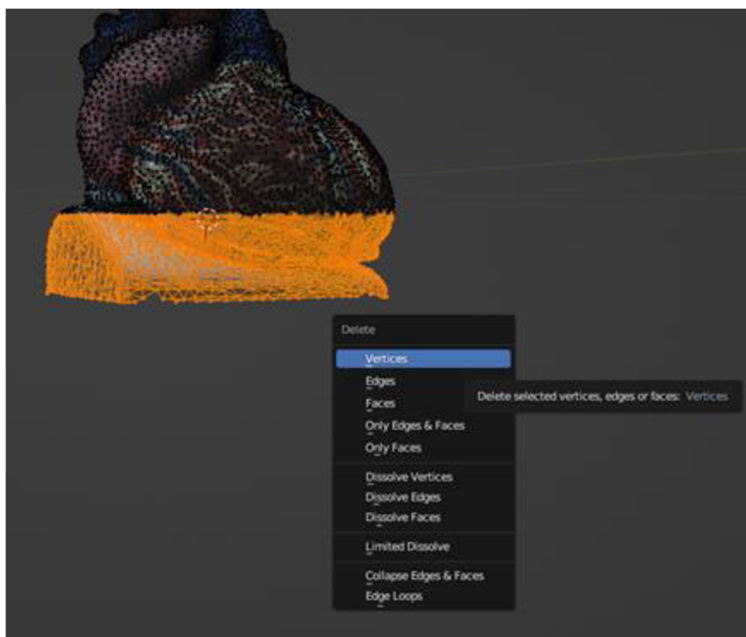 Delete
Vertices
Edges
Faces
Only Edges & Faces
Only Faces
Dissolve Vertices
Dissolve Edges
Dissolve Faces
Limited Dissolve
Collapse Edges & Faces
Edge Loops
Delete selected vertices, edges or faces: Vertices